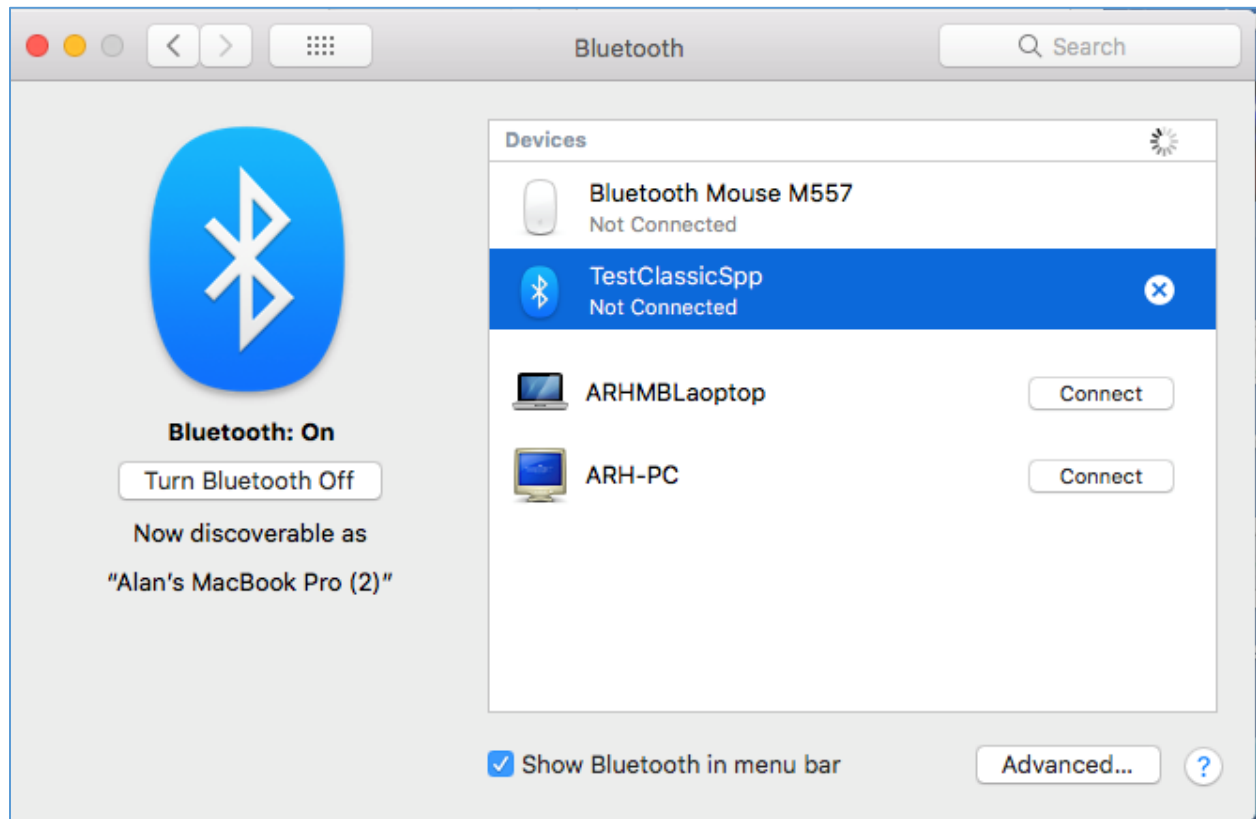 Bluetooth
Search
Bluetooth: On
Turn Bluetooth Off
Now discoverable as
“Alan’s MacBook Pro (2)”
Devices
Bluetooth Mouse M557
Not Connected
TestClassicSpp
Not Connected
ARHMBLaoptop
Connect
ARH-PC
Connect
Show Bluetooth in menu bar
Advanced...
?